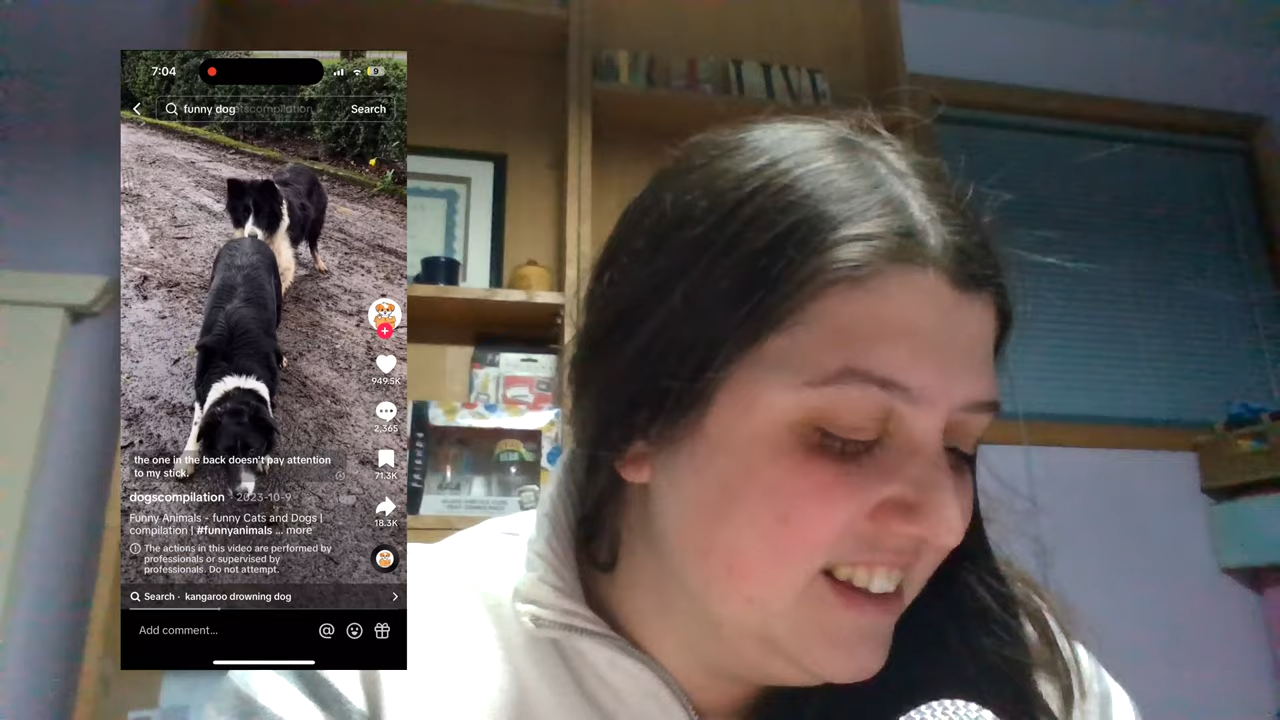 LIVE
7:04
9
funny dog
Search
949.5K
2,365
71.3K
18.3K
the one in the back doesn't pay attention
to my stick.
dogscompilation · 2023-10-9
Funny Animals - funny Cats and Dogs |
compilation | #funnyanimals ... more
The actions in this video are performed by
professionals or supervised by
professionals. Do not attempt.
Search · kangaroo drowning dog
Add comment...
FRIENDS